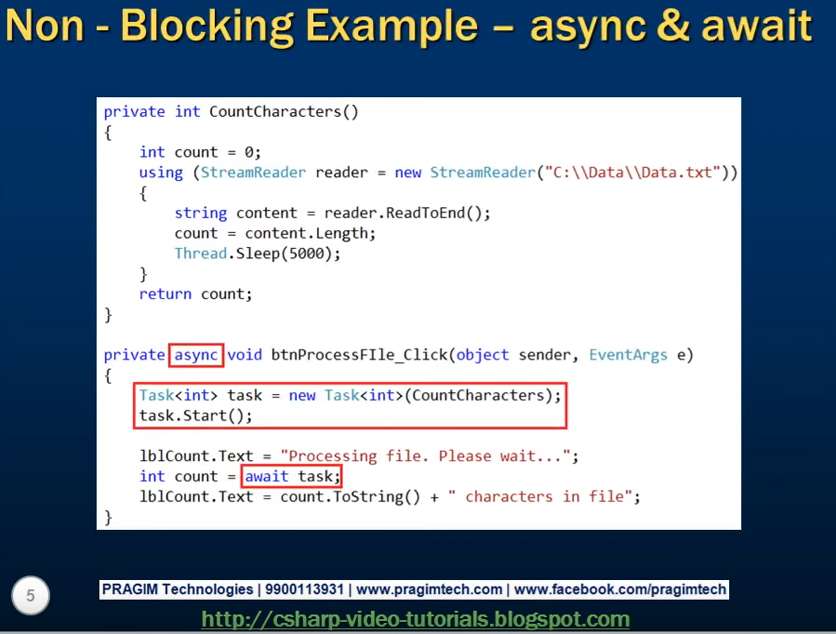 Non - Blocking Example – async & await
private int CountCharacters()
{
    int count = 0;
    using (StreamReader reader = new StreamReader("C:\\Data\\Data.txt"))
    {
        string content = reader.ReadToEnd();
        count = content.Length;
        Thread.Sleep(5000);
    }
    return count;
}
private async void btnProcessFIle_Click(object sender, EventArgs e)
{
    Task<int> task = new Task<int>(CountCharacters);
    task.Start();
    lblCount.Text = "Processing file. Please wait...";
    int count = await task;
    lblCount.Text = count.ToString() + " characters in file";
}
5
PRAGIM Technologies | 9900113931 | www.pragimtech.com | www.facebook.com/pragimtech
http://csharp-video-tutorials.blogspot.com